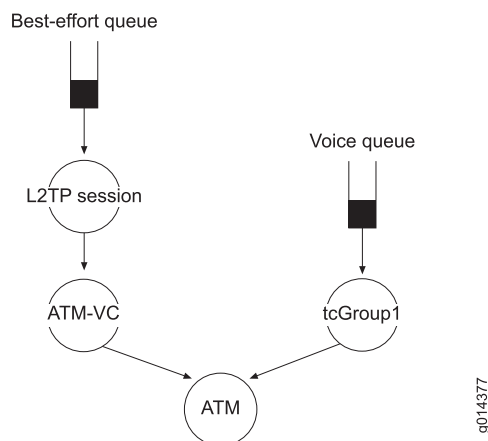 Best-effort queue
Voice queue
L2TP session
ATM-VC
tcGroup1
ATM
g014377